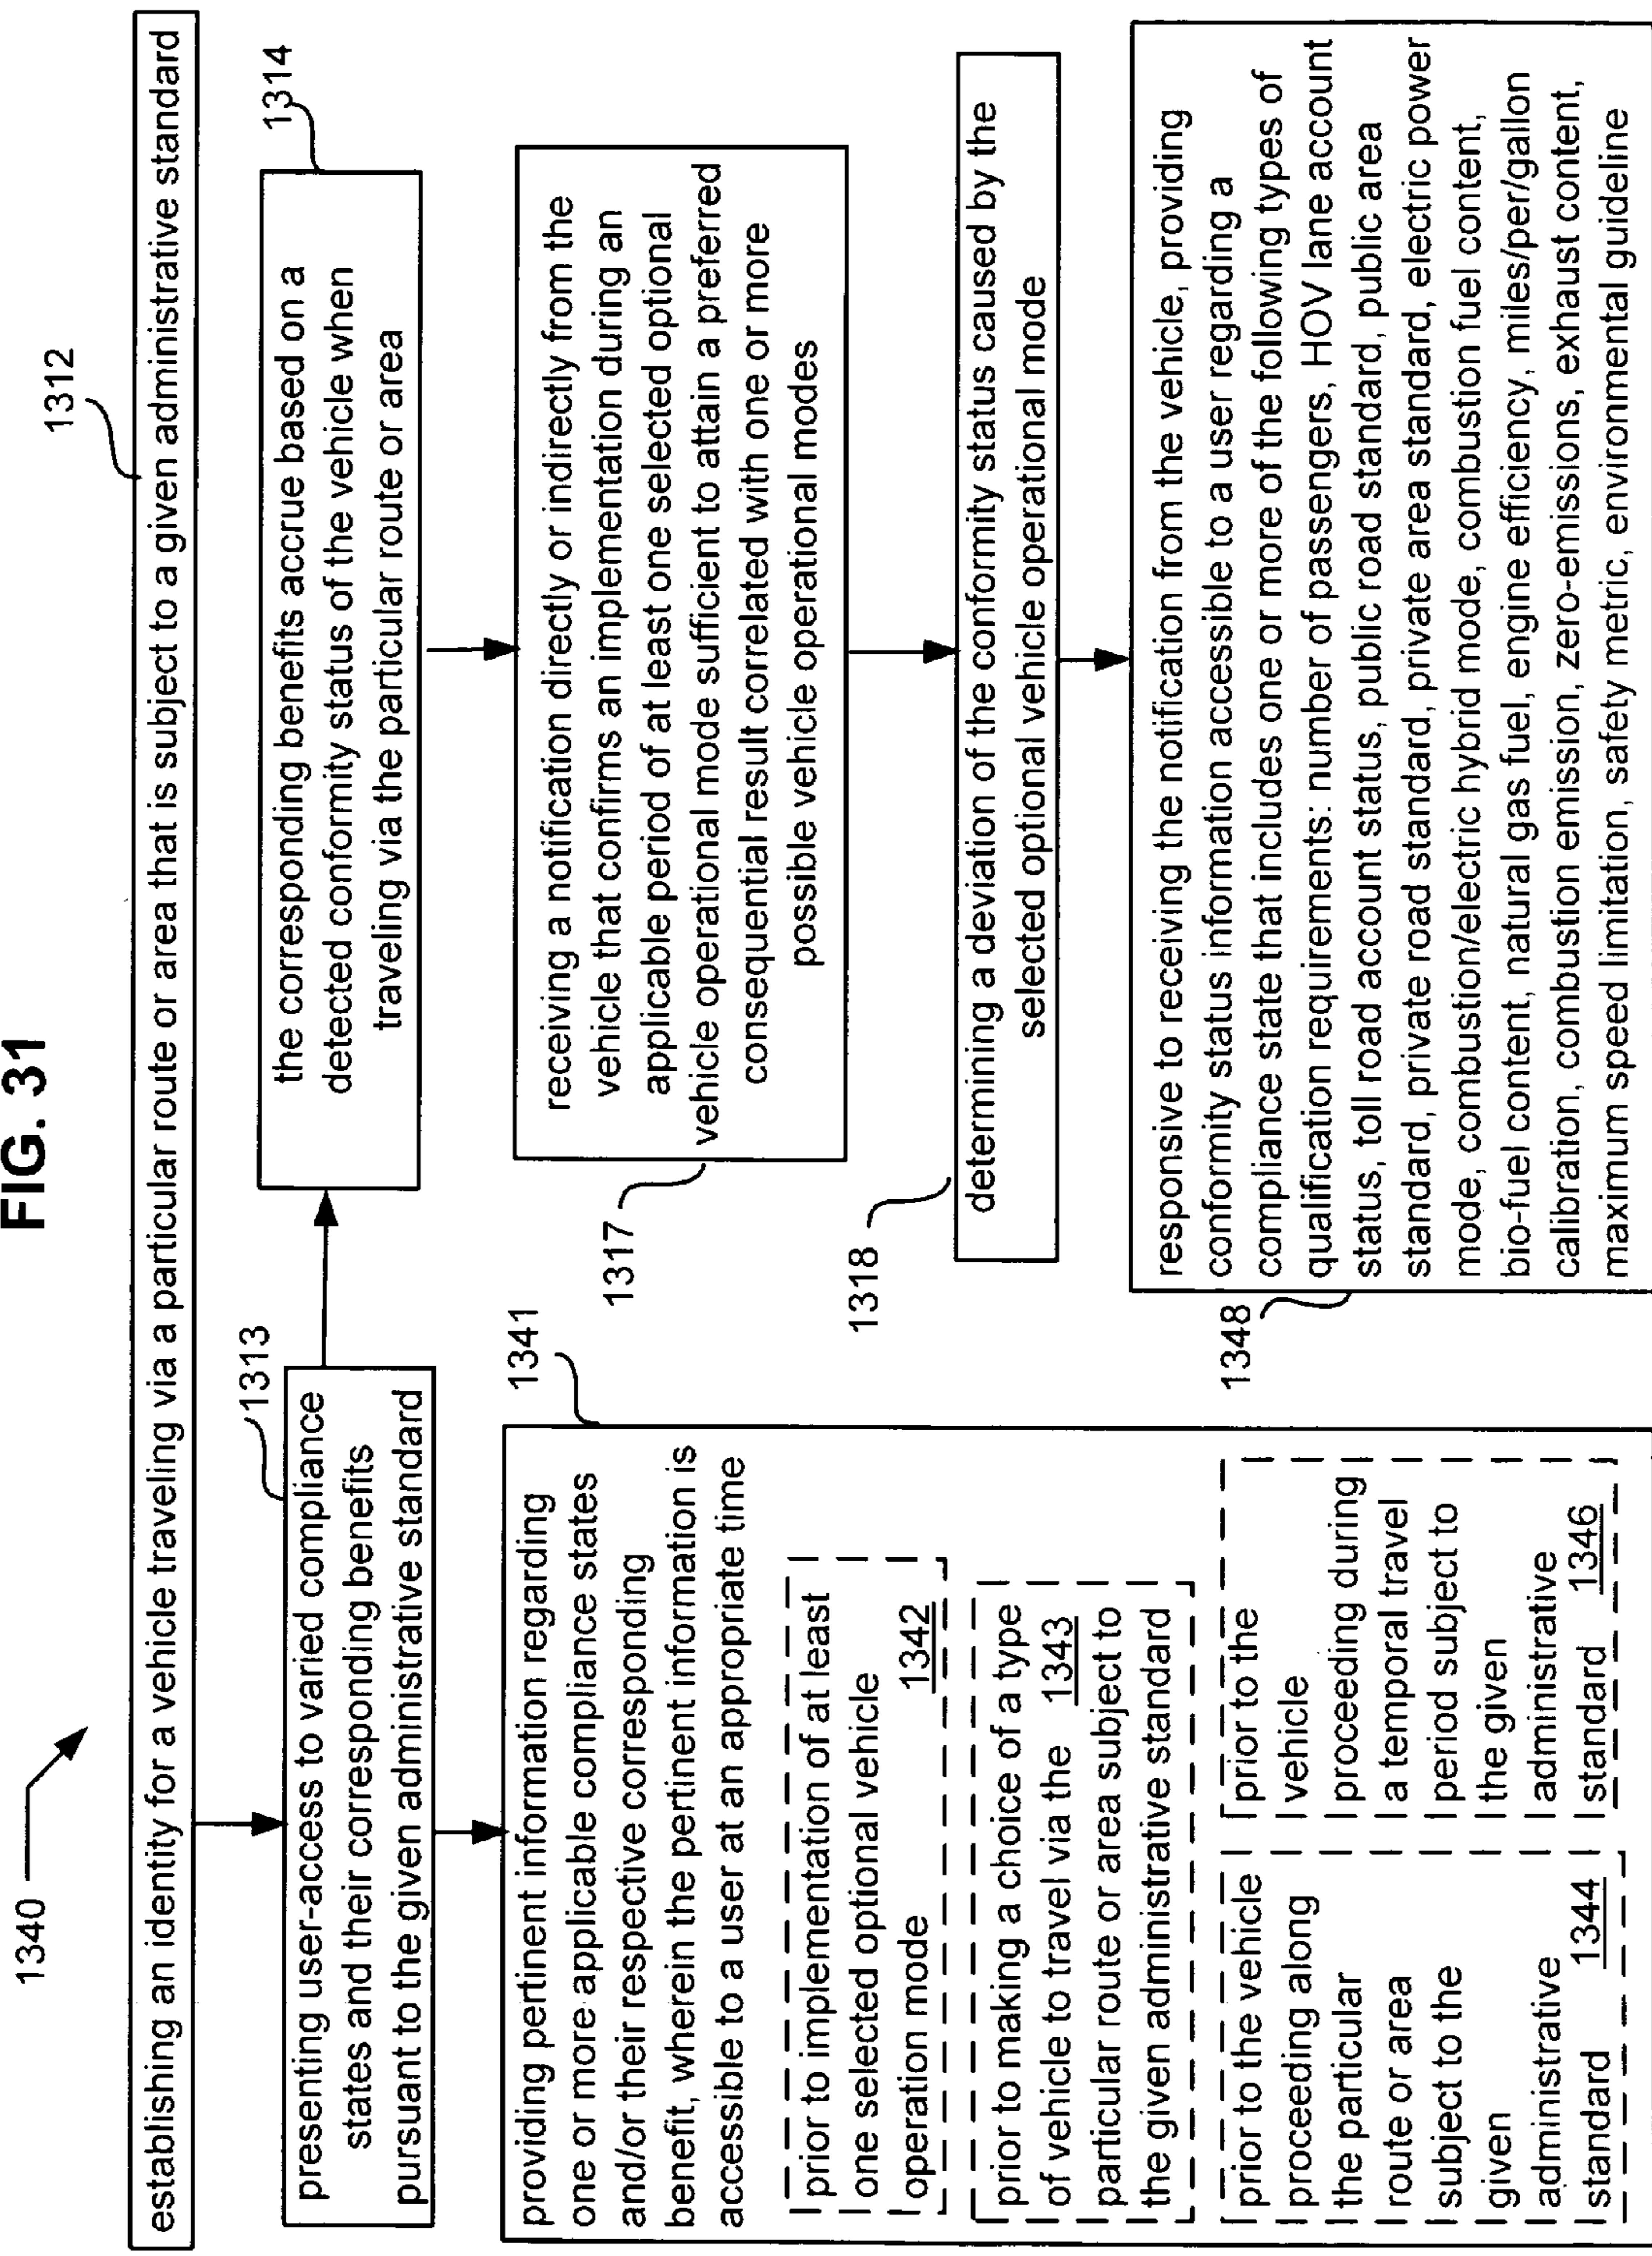 FIG. 31
1340
1312
establishing an identity for a vehicle traveling via a particular route or area that is subject to a given administrative standard
1313
presenting user-access to varied compliance
states and their corresponding benefits
pursuant to the given administrative standard
1314
the corresponding benefits accrue based on a
detected conformity status of the vehicle when
traveling via the particular route or area
1341
providing pertinent information regarding
one or more applicable compliance states
and/or their respective corresponding
benefit, wherein the pertinent information is
accessible to a user at an appropriate time
prior to implementation of at least
one selected optional vehicle
operation mode 1342
prior to making a choice of a type
of vehicle to travel via the 1343
particular route or area subject to
the given administrative standard
prior to the vehicle
proceeding along
the particular
route or area
subject to the
given
administrative
standard 1344
prior to the
vehicle
proceeding during
a temporal travel
period subject to
the given
administrative
standard 1346
1317
receiving a notification directly or indirectly from the
vehicle that confirms an implementation during an
applicable period of at least one selected optional
vehicle operational mode sufficient to attain a preferred
consequential result correlated with one or more
possible vehicle operational modes
1318
determining a deviation of the conformity status caused by the
selected optional vehicle operational mode
1348
responsive to receiving the notification from the vehicle, providing
conformity status information accessible to a user regarding a
compliance state that includes one or more of the following types of
qualification requirements: number of passengers, HOV lane account
status, toll road account status, public road standard, public area
standard, private road standard, private area standard, electric power
mode, combustion/electric hybrid mode, combustion fuel content,
bio-fuel content, natural gas fuel, engine efficiency, miles/per/gallon
calibration, combustion emission, zero-emissions, exhaust content,
maximum speed limitation, safety metric, environmental guideline